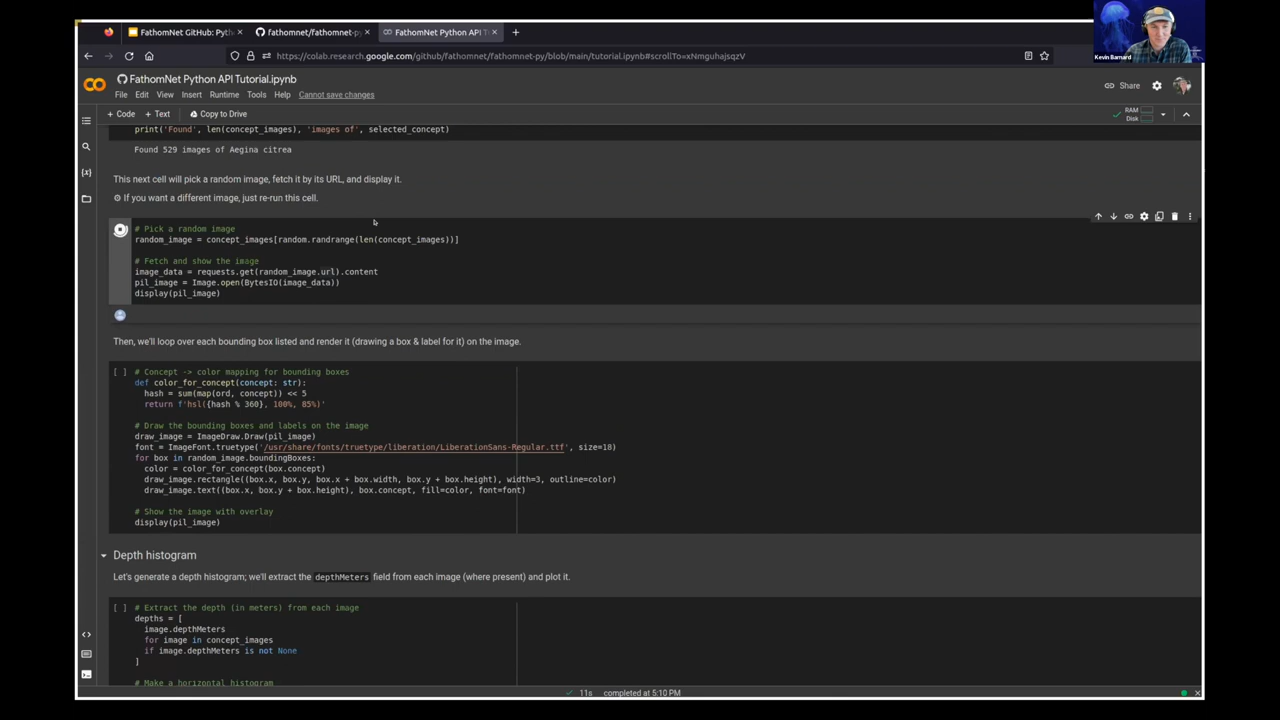 FathomNet GitHub: Pyth
fathomnet/fathomnet-py
FathomNet Python API T
https://colab.research.google.com/github/fathomnet/fathomnet-py/blob/main/tutorial.ipynb#scrollTo=xNmguhajsqzV
Kevin Barnard
FathomNet Python API Tutorial.ipynb
File Edit View Insert Runtime Tools Help Cannot save changes
Share
+ Code + Text Copy to Drive
RAM
Disk
print('Found', len(concept_images), 'images of', selected_concept)
Found 529 images of Aegina citrea
This next cell will pick a random image, fetch it by its URL, and display it.
If you want a different image, just re-run this cell.
# Pick a random image
random_image = concept_images[random.randrange(len(concept_images))]
# Fetch and show the image
image_data = requests.get(random_image.url).content
pil_image = Image.open(BytesIO(image_data))
display(pil_image)
Then, we'll loop over each bounding box listed and render it (drawing a box & label for it) on the image.
[ ] # Concept -> color mapping for bounding boxes
def color_for_concept(concept: str):
hash = sum(map(ord, concept)) << 5
return f'hsl({hash % 360}, 100%, 85%)'
# Draw the bounding boxes and labels on the image
draw_image = ImageDraw.Draw(pil_image)
font = ImageFont.truetype('/usr/share/fonts/truetype/liberation/LiberationSans-Regular.ttf', size=18)
for box in random_image.boundingBoxes:
color = color_for_concept(box.concept)
draw_image.rectangle((box.x, box.y, box.x + box.width, box.y + box.height), width=3, outline=color)
draw_image.text((box.x, box.y + box.height), box.concept, fill=color, font=font)
# Show the image with overlay
display(pil_image)
Depth histogram
Let's generate a depth histogram; we'll extract the depthMeters field from each image (where present) and plot it.
[ ] # Extract the depth (in meters) from each image
depths = [
image.depthMeters
for image in concept_images
if image.depthMeters is not None
]
# Make a horizontal histogram
11s completed at 5:10 PM